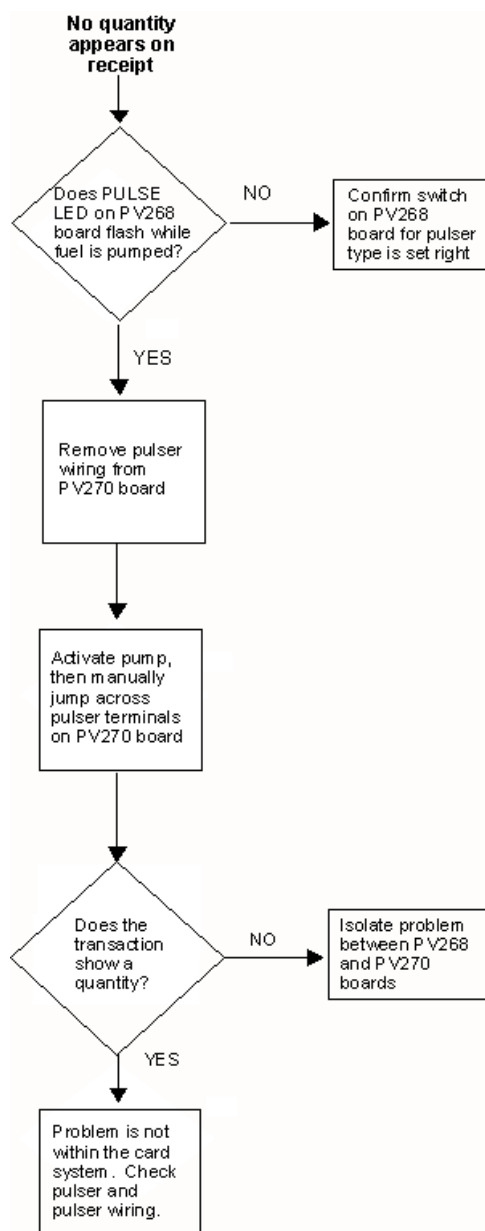 No quantity
appears on
receipt
Does PULSE
LED on PV268
board flash while
fuel is pumped?
NO
Confirm switch
on PV268
board for pulser
type is set right
YES
Remove pulser
wiring from
PV270 board
Activate pump,
then manually
jump across
pulser terminals
on PV270 board
Does the
transaction
show a
quantity?
NO
Isolate problem
between PV268
and PV270
boards
YES
Problem is not
within the card
system. Check
pulser and
pulser wiring.